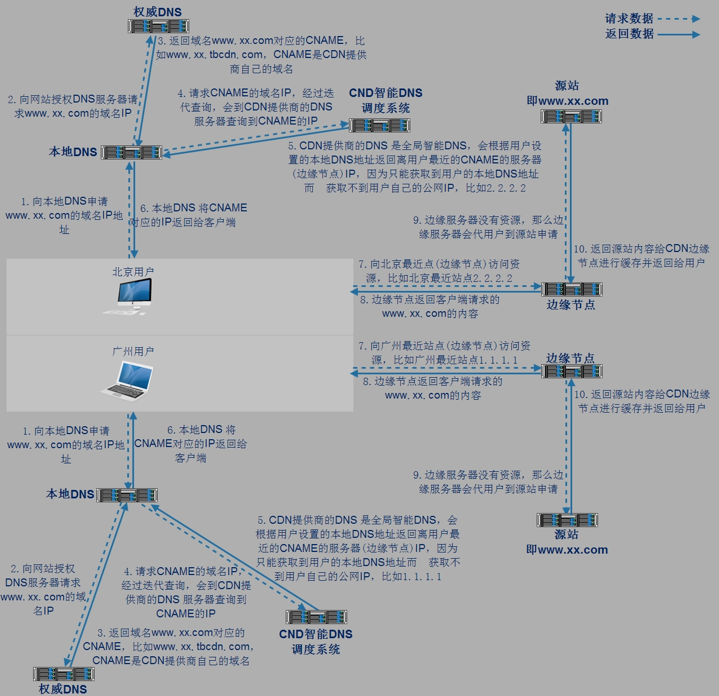 权威DNS
请求数据
返回数据
3. 返回域名www.xx.com对应的CNAME，比
如www.xx.tbcdn.com，CNAME是CDN提供
商自己的域名
2. 向网站授权DNS服务器请
求www.xx.com的域名IP
4. 请求CNAME的域名IP，经过迭
代查询，会到CDN提供商的DNS
服务器查询到CNAME的IP
CND智能DNS
调度系统
源站
即www.xx.com
本地DNS
5. CDN提供商的DNS 是全局智能DNS，会根据用户设
置的本地DNS地址返回离用户最近的CNAME的服务器
(边缘节点)IP，因为只能获取到用户的本地DNS地址
而 获取不到用户自己的公网IP，比如2.2.2.2
1. 向本地DNS申请
www.xx.com的域名IP地
址
6. 本地DNS 将CNAME
对应的IP返回给客户端
9. 边缘服务器没有资源，那么边
缘服务器会代用户到源站申请
10. 返回源站内容给CDN边缘
节点进行缓存并返回给用户
北京用户
7. 向北京最近点(边缘节点)访问资
源，比如北京最近站点2.2.2.2
8. 边缘节点返回客户端请求的
www.xx.com的内容
边缘节点
广州用户
7. 向广州最近站点(边缘节点)访问资
源，比如广州最近站点1.1.1.1
8. 边缘节点返回客户端请求的
www.xx.com的内容
边缘节点
10. 返回源站内容给CDN边缘
节点进行缓存并返回给用户
1. 向本地DNS申请
www.xx.com的域名IP地
址
6. 本地DNS 将
CNAME对应的IP返回给
客户端
9. 边缘服务器没有资源，那么边
缘服务器会代用户到源站申请
本地DNS
源站
即www.xx.com
5. CDN提供商的DNS 是全局智能DNS，会
根据用户设置的本地DNS地址返回离用户最
近的CNAME的服务器(边缘节点)IP，因为
只能获取到用户的本地DNS地址而 获取不
到用户自己的公网IP，比如1.1.1.1
2. 向网站授权
DNS服务器请求
www.xx.com的域
名IP
4. 请求CNAME的域名IP，
经过迭代查询，会到CDN提
供商的DNS 服务器查询到
CNAME的IP
CND智能DNS
调度系统
3. 返回域名www.xx.com对应的
CNAME，比如www.xx.tbcdn.com，
CNAME是CDN提供商自己的域名
权威DNS